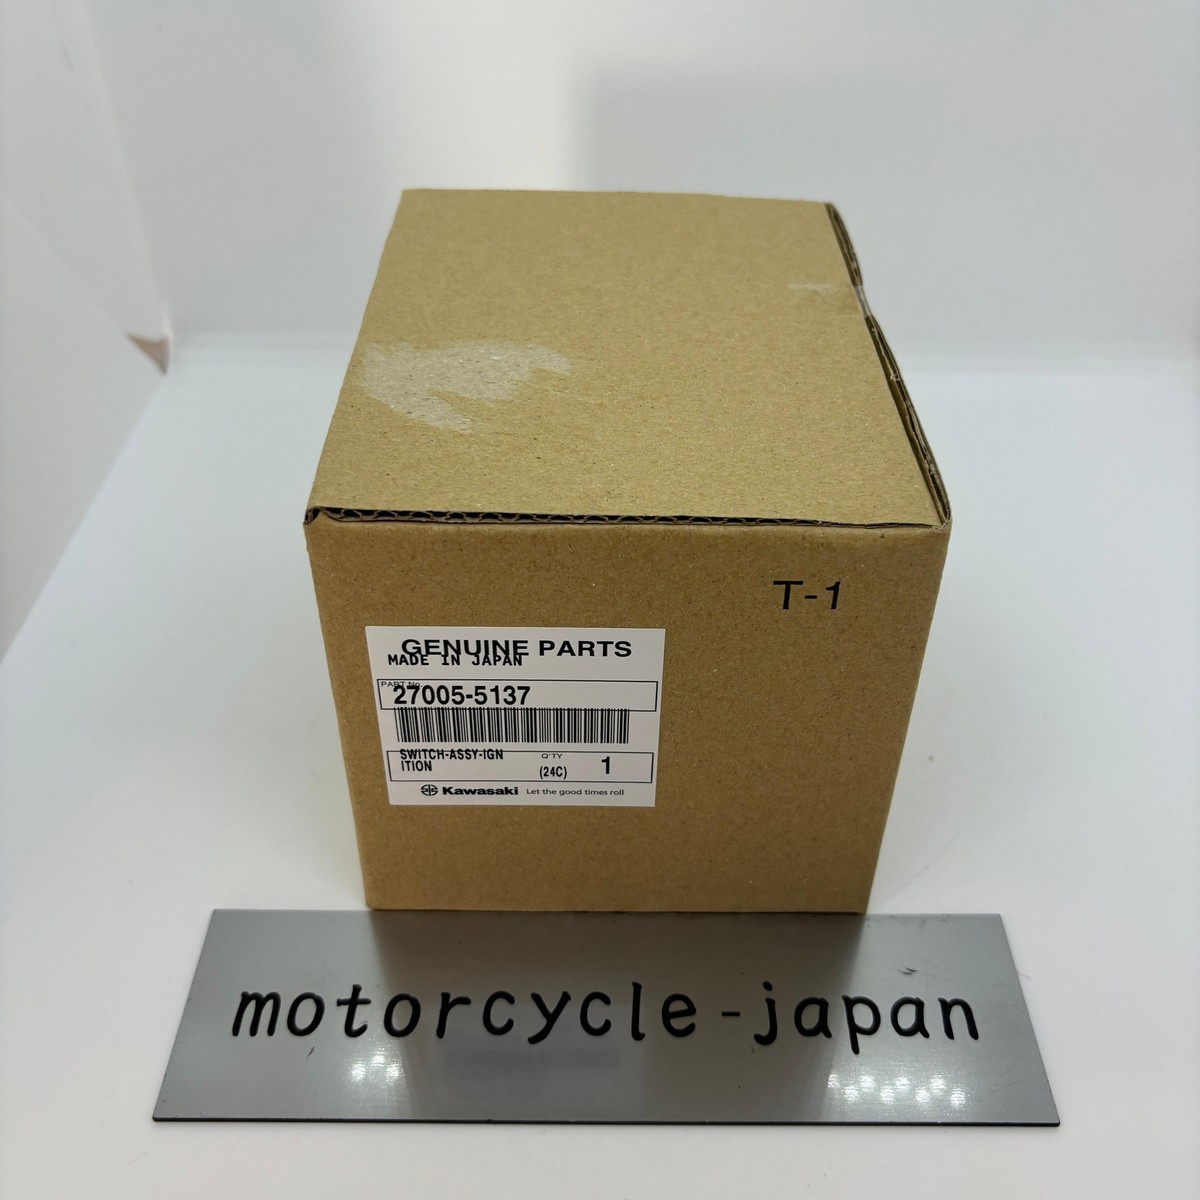 T-1
GENUINE PARTS
MADE IN JAPAN
PART No.
27005-5137
SWITCH-ASSY-IGN
ITION
Q'TY
(24C)
1
Kawasaki Let the good times roll
motorcycle-japan